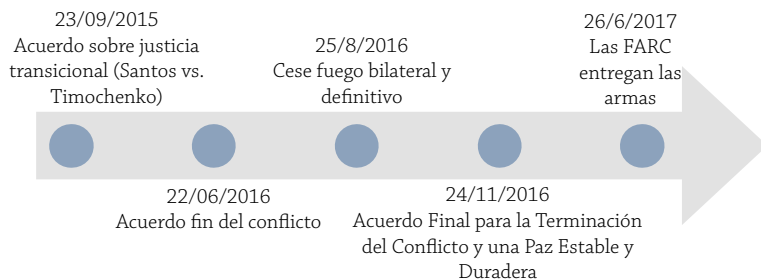 23/09/2015
Acuerdo sobre justicia
transicional (Santos vs.
Timochenko)
22/06/2016
Acuerdo fin del conflicto
25/8/2016
Cese fuego bilateral y
definitivo
24/11/2016
Acuerdo Final para la Terminación
del Conflicto y una Paz Estable y
Duradera
26/6/2017
Las FARC
entregan las
armas